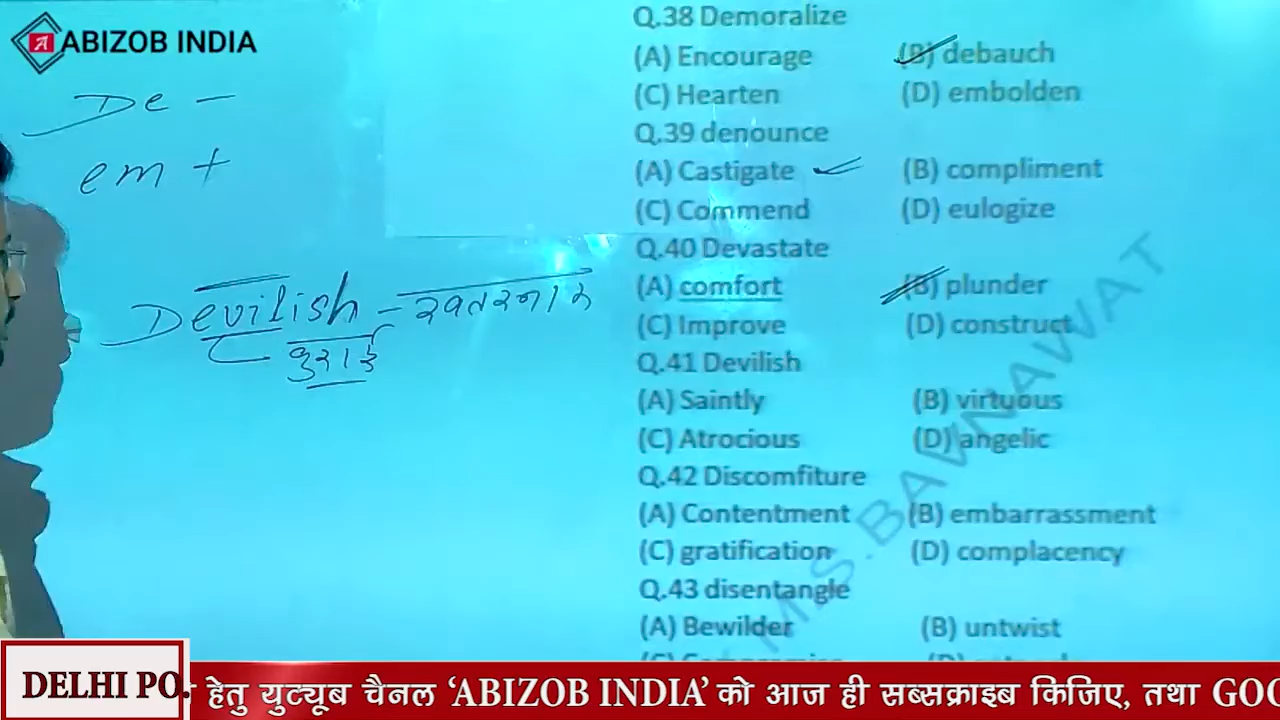 ABIZOB INDIA
De –
em +
Devilish – खतरनाक
बुराई
Q.38 Demoralize
(A) Encourage (B) debauch
(C) Hearten (D) embolden
Q.39 denounce
(A) Castigate (B) compliment
(C) Commend (D) eulogize
Q.40 Devastate
(A) comfort (B) plunder
(C) Improve (D) construct
Q.41 Devilish
(A) Saintly (B) virtuous
(C) Atrocious (D) angelic
Q.42 Discomfiture
(A) Contentment (B) embarrassment
(C) gratification (D) complacency
Q.43 disentangle
(A) Bewilder (B) untwist
(C) Compromise (D)
M.S.BAWNAWAT
DELHI PO. हेतु युट्यूब चैनल ‘ABIZOB INDIA’ को आज ही सब्सक्राइब किजिए, तथा GOO